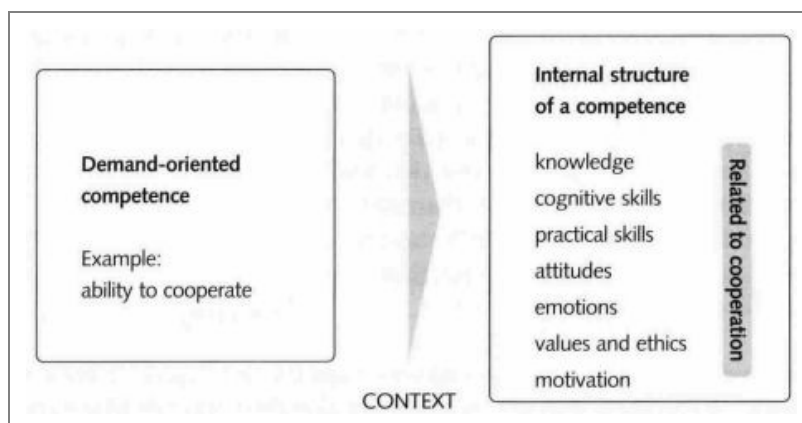 Demand-oriented
competence
Example:
ability to cooperate
CONTEXT
Internal structure
of a competence
knowledge
cognitive skills
practical skills
attitudes
emotions
values and ethics
motivation
Related to cooperation